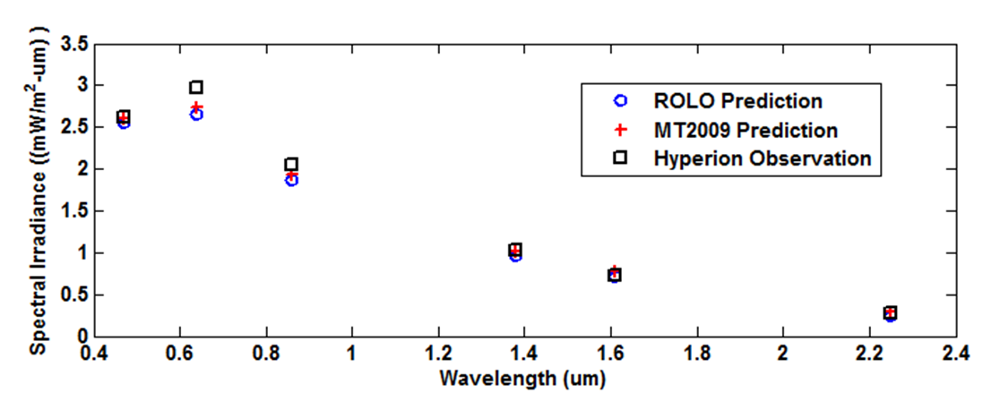 Spectral Irradiance ((mW/m²-um) )
3.5
3
2.5
2
1.5
1
0.5
0
ROLO Prediction
MT2009 Prediction
Hyperion Observation
0.4 0.6 0.8 1 1.2 1.4 1.6 1.8 2 2.2 2.4
Wavelength (um)